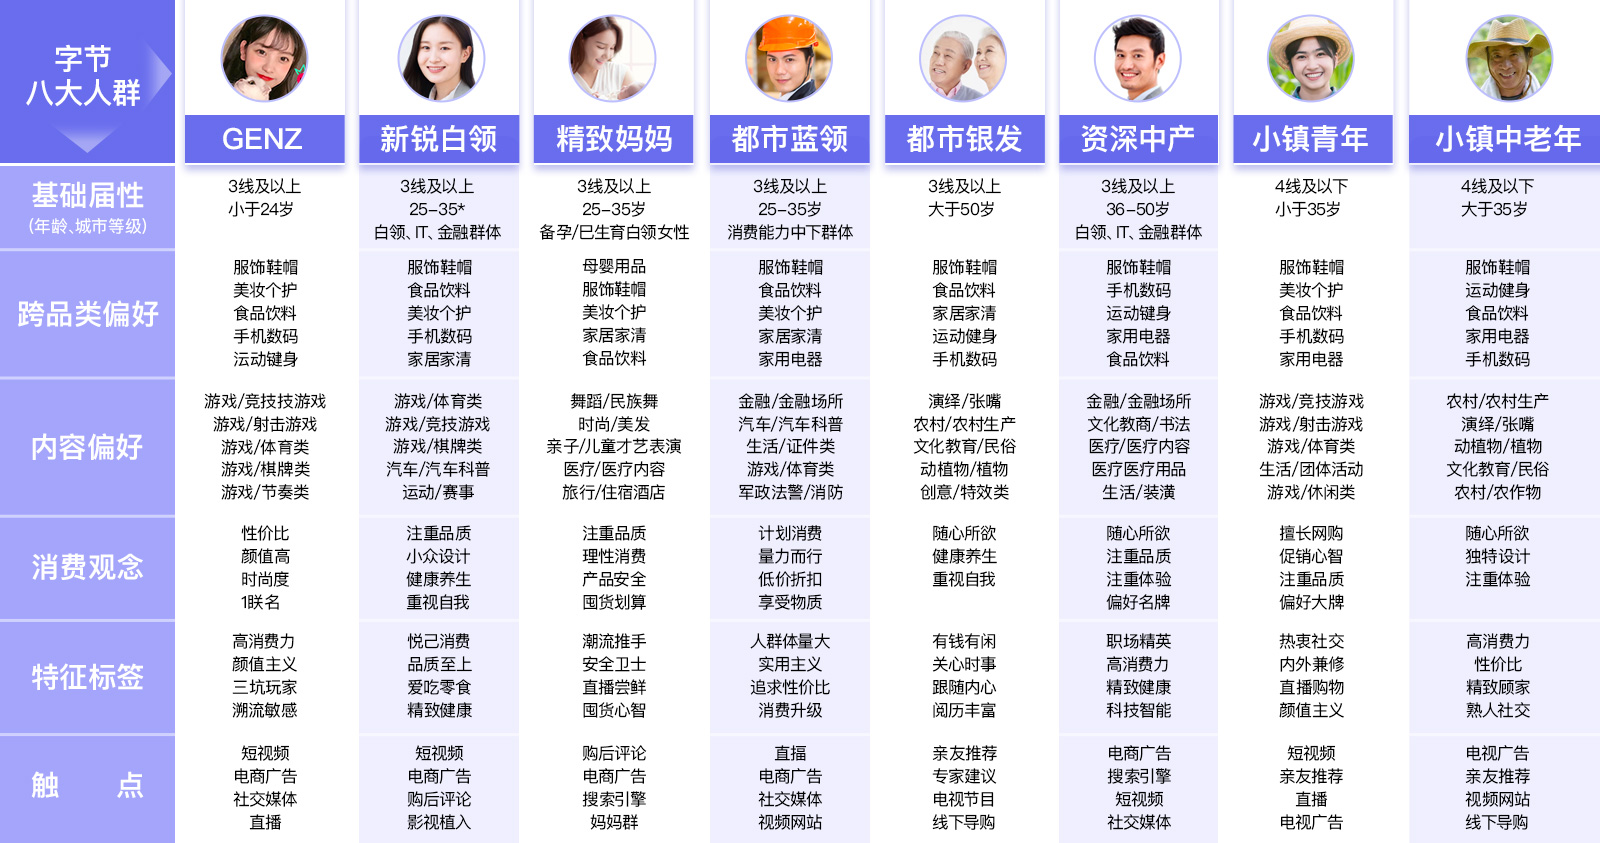 字节
八大人群
GENZ
新锐白领
精致妈妈
都市蓝领
都市银发
资深中产
小镇青年
小镇中老年
基础届性
(年龄、城市等级)
3线及以上
小于24岁
3线及以上
25-35*
白领、IT、金融群体
3线及以上
25-35岁
备孕/巳生育白领女性
3线及以上
25-35岁
消费能力中下群体
3线及以上
大于50岁
3线及以上
36-50岁
白领、IT、金融群体
4线及以下
小于35岁
4线及以下
大于35岁
跨品类偏好
服饰鞋帽
美妆个护
食品饮料
手机数码
沄动键身
服饰鞋帽
食品饮料
美妆个护
手机数码
家居家清
母婴用品
服饰鞋帽
美妆个护
家居家清
食品饮料
服饰鞋帽
食品饮料
美妆个护
家居家清
家用电器
服饰鞋帽
食品饮料
家居家清
运动健身
手机数码
服饰鞋帽
手机数码
运动键身
家用电器
食品饮料
服饰鞋帽
美妆个护
食品饮料
手机数码
家用电器
服饰鞋帽
运动健身
食品饮料
家用电器
手机数码
内容偏好
游戏/竞技技游戏
游戏/射击游戏
游戏/体育类
游戏/棋牌类
游戏/节奏类
游戏/体育类
游戏/竞技游戏
游戏/棋牌类
汽车/汽车科普
运动/赛事
舞蹈/民族舞
时尚/美发
亲子/儿童才艺表演
医疗/医疗内容
旅行/住宿酒店
金融/金融场所
汽车/汽车科普
生活/证件类
游戏/体育类
军政法警/消防
演绎/张嘴
农村/农村生产
文化教育/民俗
动植物/植物
创意/特效类
金融/金融场所
文化教商/书法
医疗/医疗内容
医疗医疗用品
生活/装潢
游戏/竞技游戏
游戏/射击游戏
游戏/体育类
生活/团体活动
游戏/休闲类
农村/农村生产
演绎/张嘴
动植物/植物
文化教育/民俗
农村/农作物
消费观念
性价比
颜值高
时尚度
1联名
注重品质
小众设计
健康养生
重视自我
注重品质
理性消费
产品安全
囤货划算
计划消费
量力而行
低价折扣
享受物质
随心所欲
健康养生
重视自我
随心所欲
注重品质
注重体验
偏好名牌
擅长网购
促销心智
注重品质
偏好大牌
随心所欲
独特设计
注重体验
特征标签
高消费力
颜值主义
三坑玩家
溯流敏感
悦己消费
品质至上
爱吃零食
精致健康
潮流推手
安全卫士
直播尝鲜
囤货心智
人群体量大
实用主义
追求性价比
消费升级
有钱有闲
关心时事
跟随内心
阅历丰富
职场精英
高消费力
精致健康
科技智能
热衷社交
内外兼修
直播购物
颜值主义
高消费力
性价比
精致顾家
熟人社交
触 点
短视频
电商广告
社交媒体
直播
短视频
电商广告
购后评论
影视植入
购后评论
电商广告
搜索引擎
妈妈群
直揊
电商广告
社交媒体
视频网站
亲友推荐
专家建议
电视节目
线下导购
电商广告
搜索引擎
短视频
社交媒体
短视频
亲友推荐
直播
电视广告
电视广告
亲友推荐
视频网站
线下导购